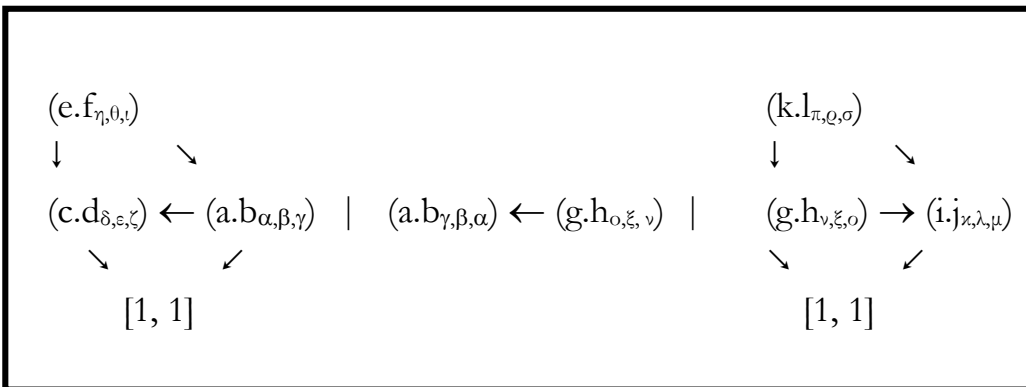 (e.f_η,θ,ι) (k.l_π,ϱ,σ)
↓ ↘ ↓ ↘
(c.d_δ,ε,ζ) ← (a.b_α,β,γ) | (a.b_γ,β,α) ← (g.h_ο,ξ, ν) | (g.h_ν,ξ,ο) → (i.j_ϰ,λ,μ)
↘ ↙ ↘ ↙
[1, 1] [1, 1]